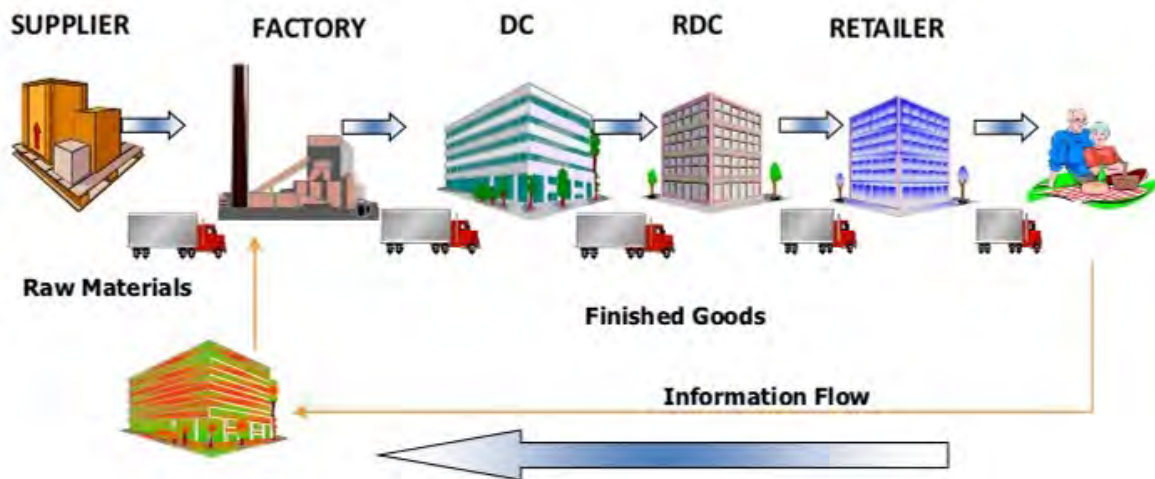 SUPPLIER
FACTORY
DC
RDC
RETAILER
Raw Materials
Finished Goods
Information Flow